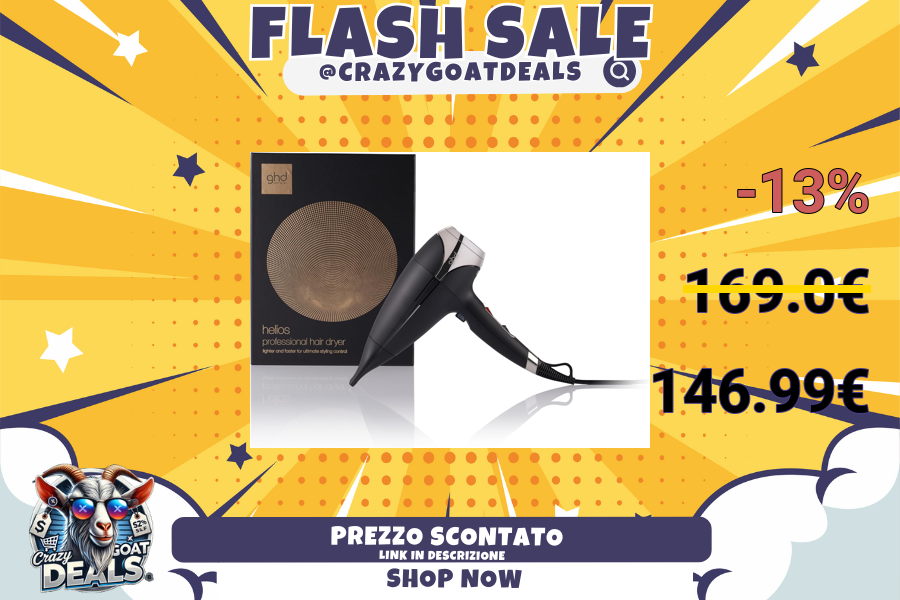 FLASH SALE
@CRAZYGOATDEALS
ghd
-13%
169.0€
helios
professional hair dryer
lighter and faster for ultimate styling control
146.99€
$
52%
Crazy
GOAT
DEALS
PREZZO SCONTATO
LINK IN DESCRIZIONE
SHOP NOW